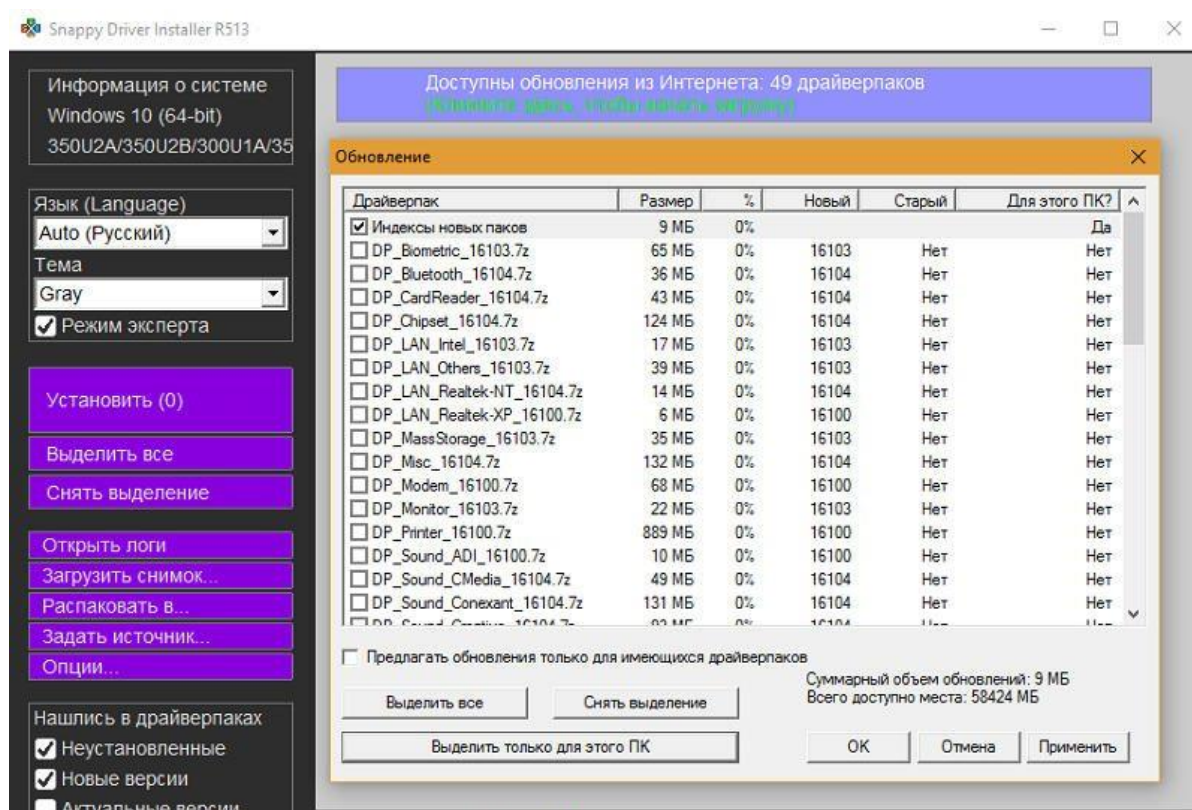 Snappy Driver Installer R513
Информация о системе
Windows 10 (64-bit)
350U2A/350U2B/300U1A/35
Язык (Language)
Auto (Русский)
Тема
Gray
Режим эксперта
Установить (0)
Выделить все
Снять выделение
Открыть логи
Загрузить снимок...
Распаковать в...
Задать источник...
Опции...
Нашлись в драйверпаках
Неустановленные
Новые версии
Актуальные версии
Доступны обновления из Интернета: 49 драйверпаков
Обновление
Драйверпак Размер % Новый Старый Для этого ПК?
Индексы новых паков 9 МБ 0% Да
DP_Biometric_16103.7z 65 МБ 0% 16103 Нет Нет
DP_Bluetooth_16104.7z 36 МБ 0% 16104 Нет Нет
DP_CardReader_16104.7z 43 МБ 0% 16104 Нет Нет
DP_Chipset_16104.7z 124 МБ 0% 16104 Нет Нет
DP_LAN_Intel_16103.7z 17 МБ 0% 16103 Нет Нет
DP_LAN_Others_16103.7z 39 МБ 0% 16103 Нет Нет
DP_LAN_Realtek-NT_16104.7z 14 МБ 0% 16104 Нет Нет
DP_LAN_Realtek-XP_16100.7z 6 МБ 0% 16100 Нет Нет
DP_MassStorage_16103.7z 35 МБ 0% 16103 Нет Нет
DP_Misc_16104.7z 132 МБ 0% 16104 Нет Нет
DP_Modem_16100.7z 68 МБ 0% 16100 Нет Нет
DP_Monitor_16103.7z 22 МБ 0% 16103 Нет Нет
DP_Printer_16100.7z 889 МБ 0% 16100 Нет Нет
DP_Sound_ADI_16100.7z 10 МБ 0% 16100 Нет Нет
DP_Sound_CMedia_16104.7z 49 МБ 0% 16104 Нет Нет
DP_Sound_Conexant_16104.7z 131 МБ 0% 16104 Нет Нет
Предлагать обновления только для имеющихся драйверпаков
Суммарный объем обновлений: 9 МБ
Всего доступно места: 58424 МБ
Выделить все
Снять выделение
Выделить только для этого ПК
OK
Отмена
Применить